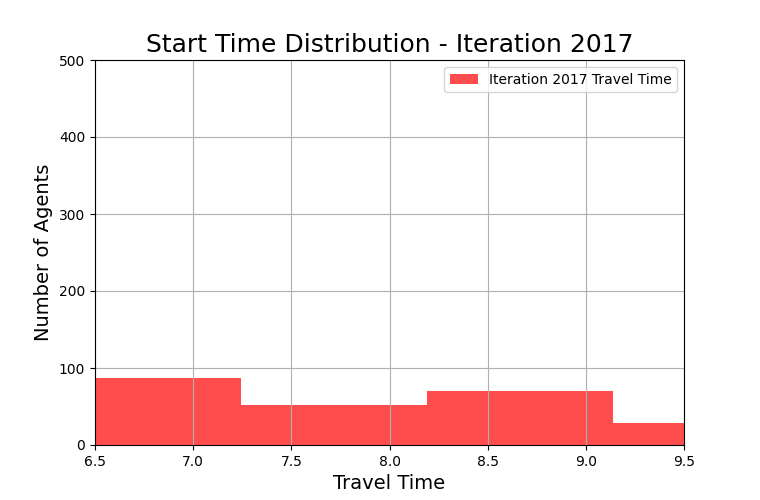 Start Time Distribution - Iteration 2017
Iteration 2017 Travel Time
Number of Agents
500
400
300
200
100
0
6.5 7.0 7.5 8.0 8.5 9.0 9.5
Travel Time